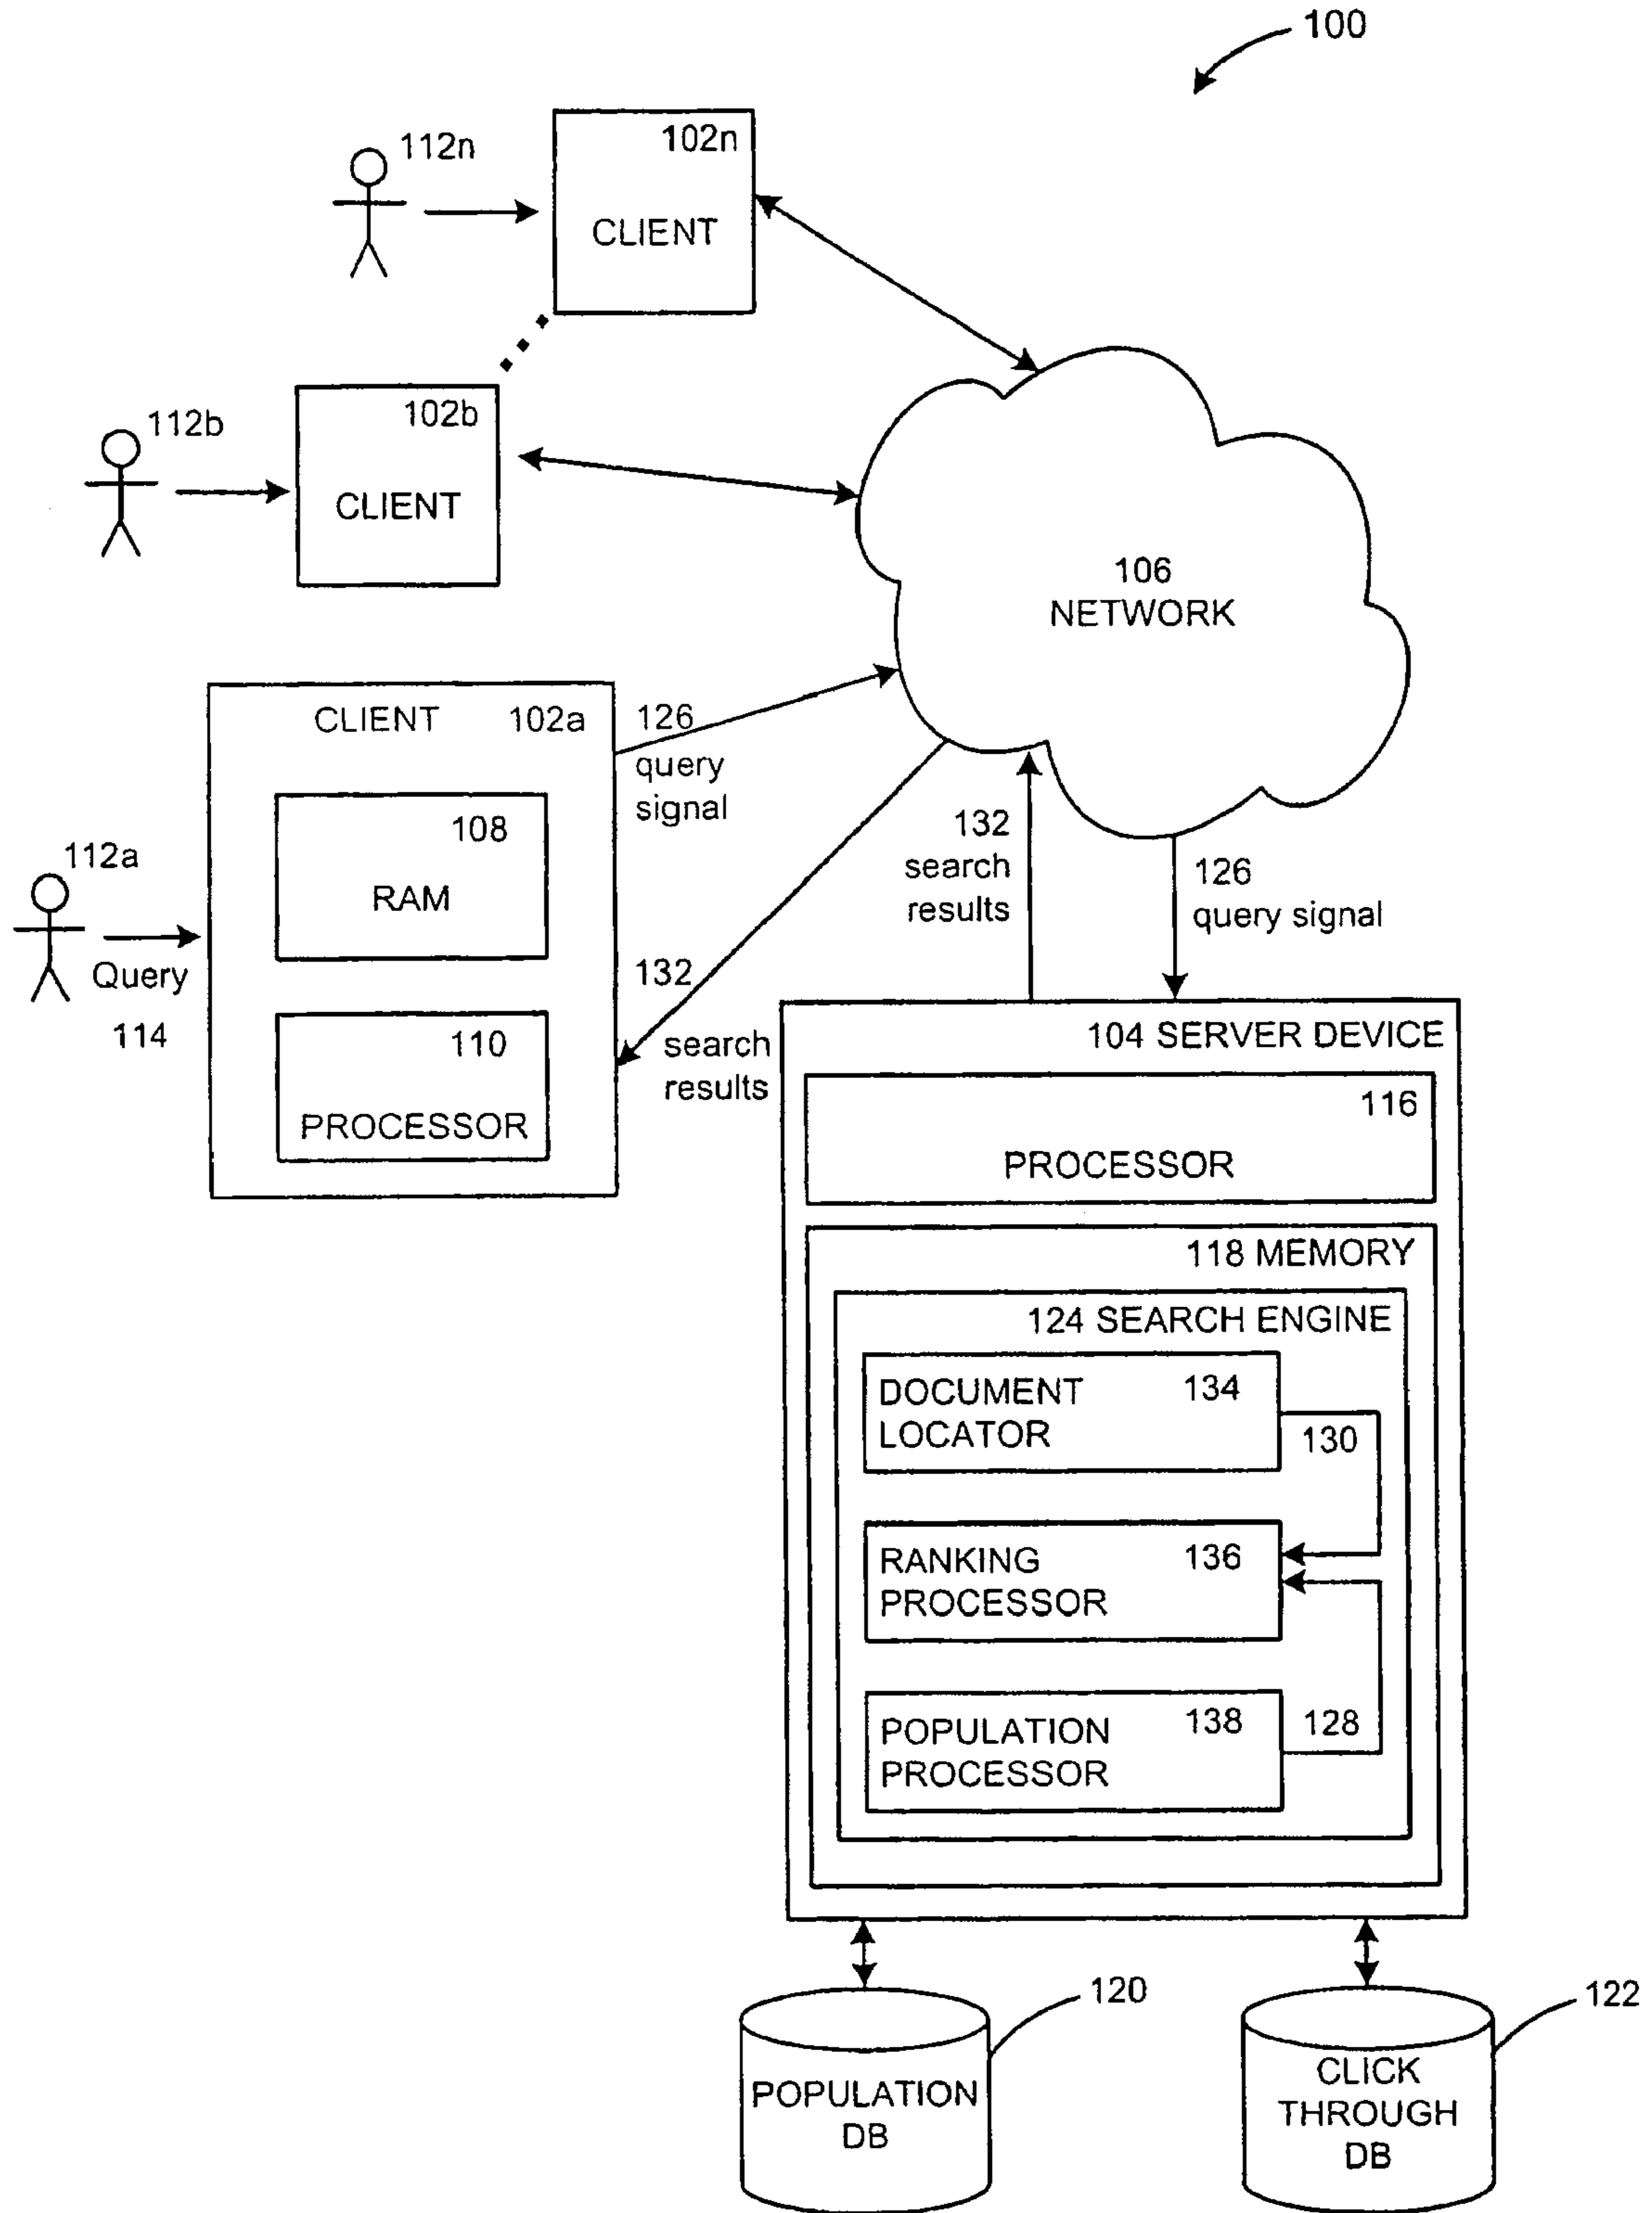 100
112n
102n
CLIENT
112b
102b
CLIENT
106
NETWORK
CLIENT 102a
126
query
signal
108
RAM
112a
Query
114
110
PROCESSOR
132
search
results
132
search
results
126
query signal
104 SERVER DEVICE
116
PROCESSOR
118 MEMORY
124 SEARCH ENGINE
DOCUMENT 134
LOCATOR
130
RANKING 136
PROCESSOR
POPULATION 138
PROCESSOR
128
120
POPULATION
DB
122
CLICK
THROUGH
DB